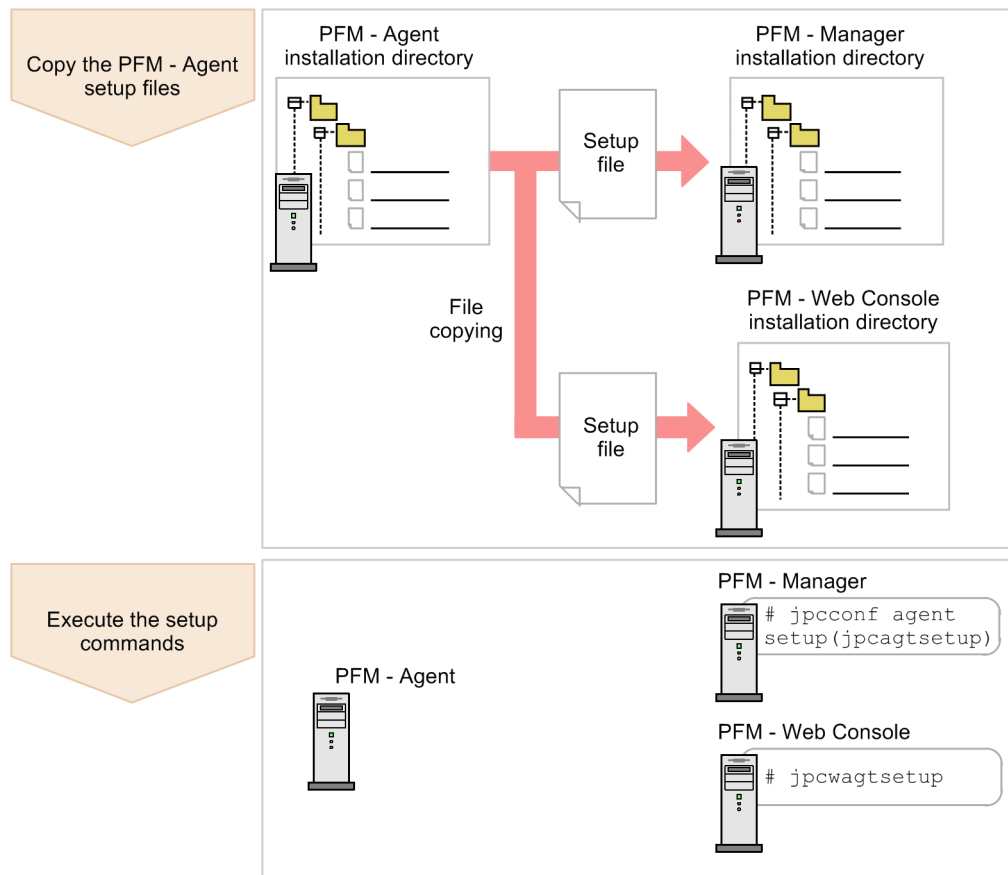 Copy the PFM - Agent
setup files
PFM - Agent
installation directory
PFM - Manager
installation directory
Setup
file
File
copying
PFM - Web Console
installation directory
Setup
file
Execute the setup
commands
PFM - Agent
PFM - Manager
# jpcconf agent
setup(jpcagtsetup)
PFM - Web Console
# jpcwagtsetup